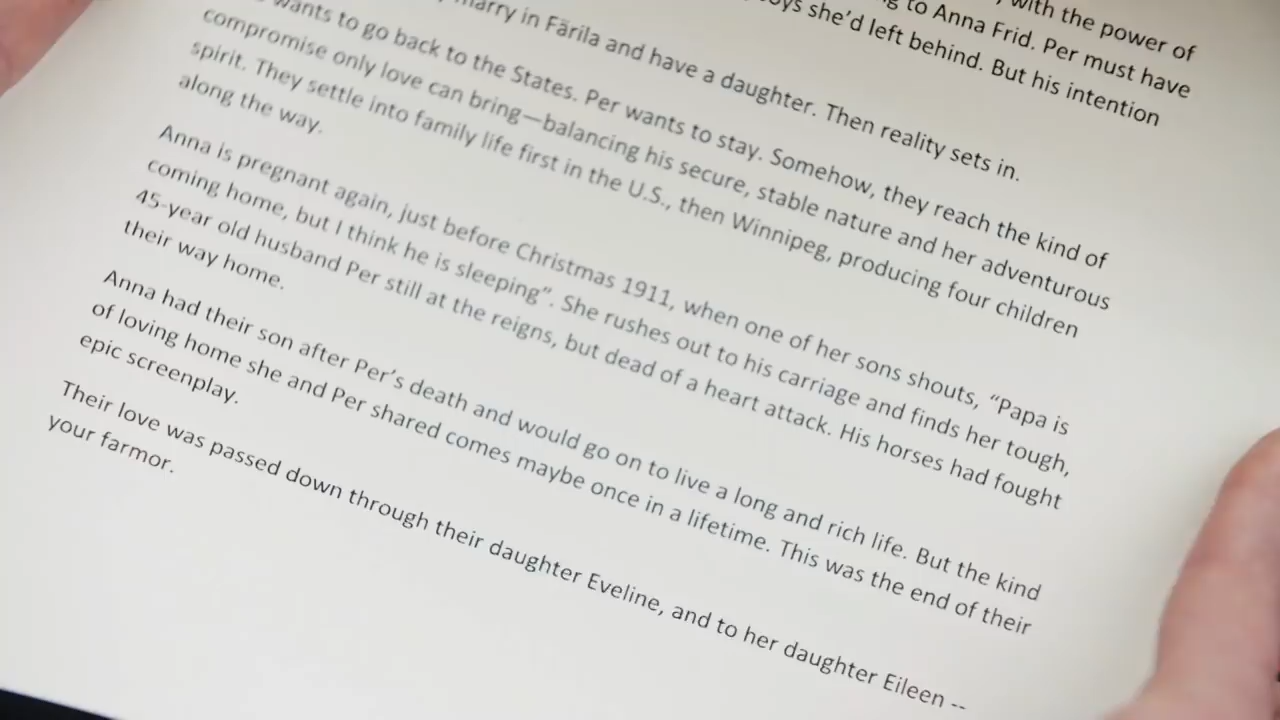 with the power of
to Anna Frid. Per must have
she'd left behind. But his intention
marry in Färila and have a daughter. Then reality sets in.
wants to go back to the States. Per wants to stay. Somehow, they reach the kind of
compromise only love can bring—balancing his secure, stable nature and her adventurous
spirit. They settle into family life first in the U.S., then Winnipeg, producing four children
along the way.
Anna is pregnant again, just before Christmas 1911, when one of her sons shouts, “Papa is
coming home, but I think he is sleeping”. She rushes out to his carriage and finds her tough,
45-year old husband Per still at the reigns, but dead of a heart attack. His horses had fought
their way home.
Anna had their son after Per’s death and would go on to live a long and rich life. But the kind
of loving home she and Per shared comes maybe once in a lifetime. This was the end of their
epic screenplay.
Their love was passed down through their daughter Eveline, and to her daughter Eileen --
your farmor.